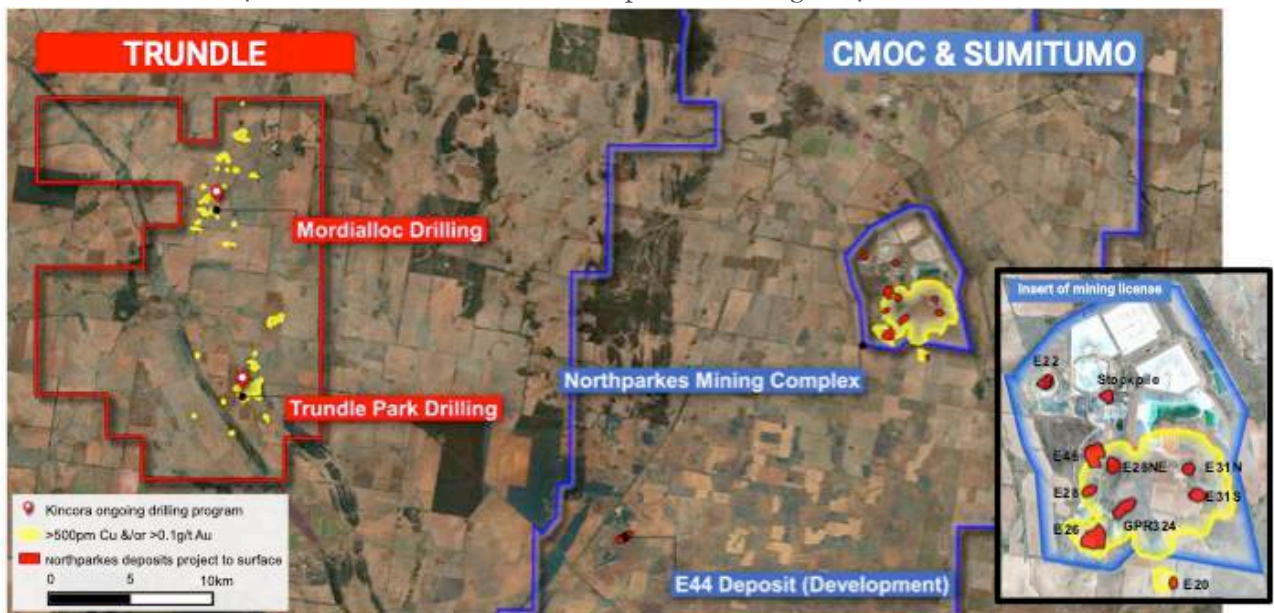 TRUNDLE
CMOC & SUMITUMO
Mordialloc Drilling
Northparkes Mining Complex
Trundle Park Drilling
E44 Deposit (Development)
Kincora ongoing drilling program
>500pm Cu &/or >0.1g/t Au
Northparkes deposits project to surface
0 5 10km
Insert of mining license
E22
Stockpile
E48
E28NE
E31N
E28
E31S
GPR324
E26
E20